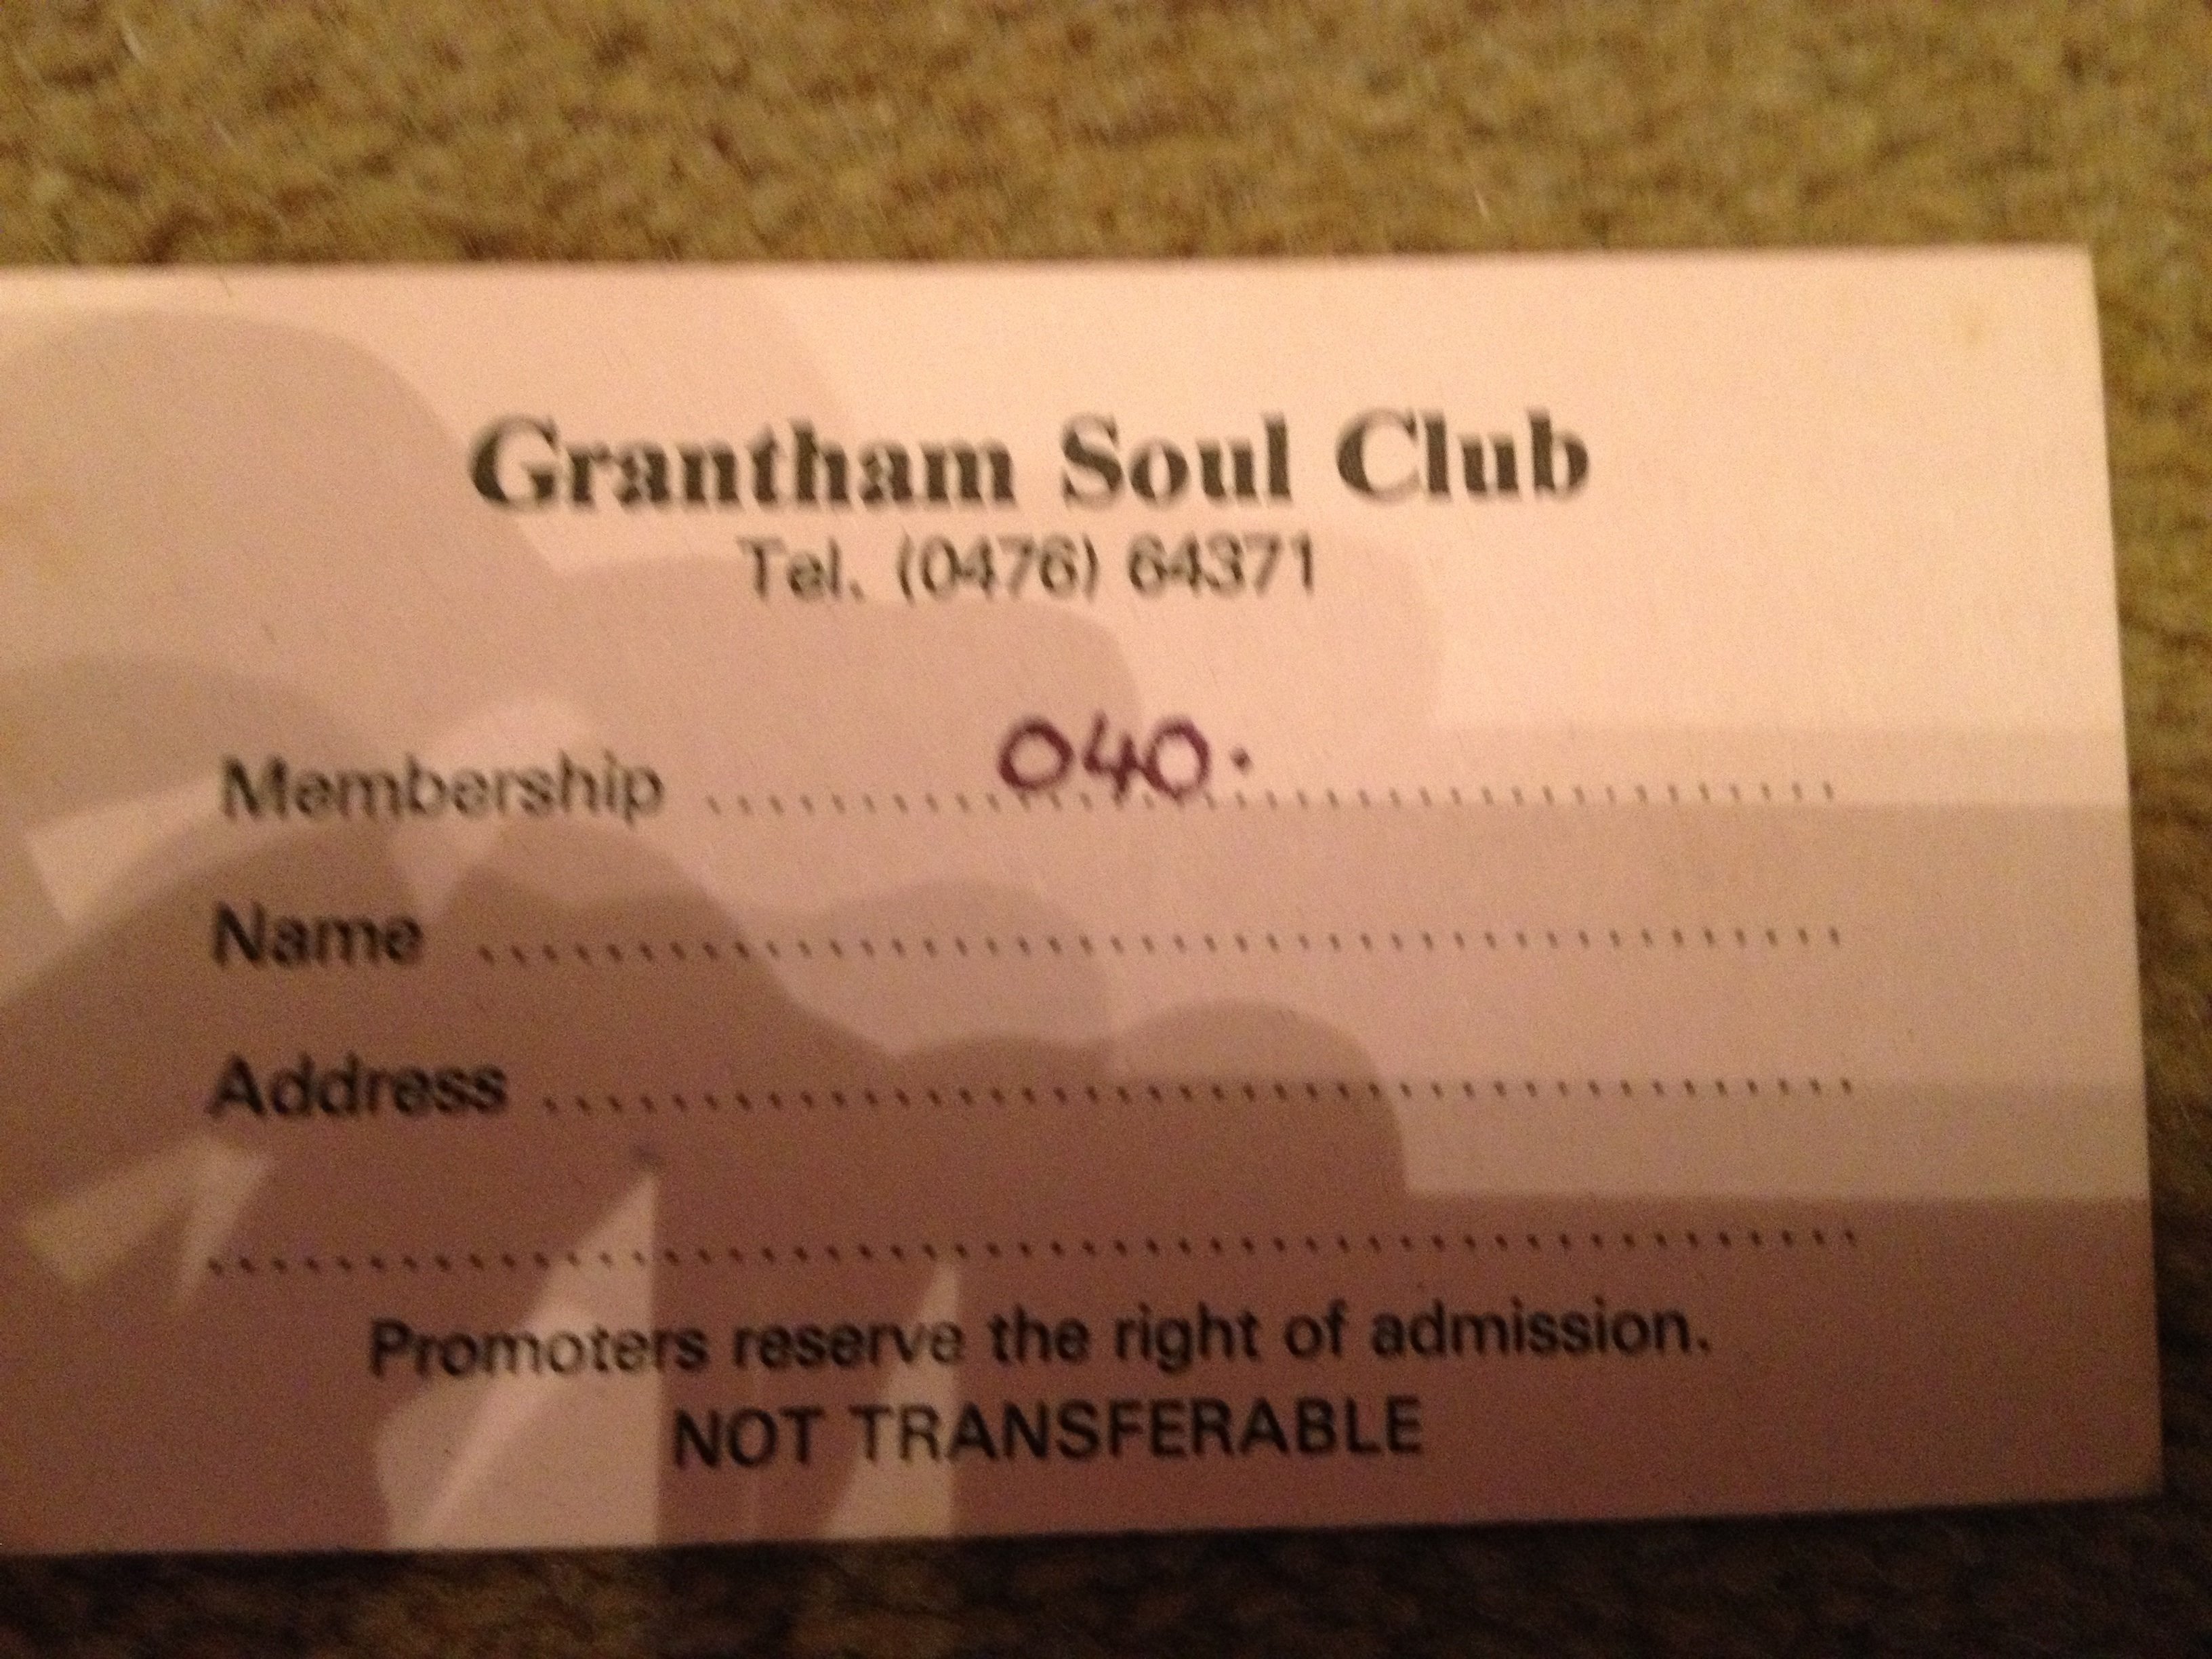 Grantham Soul Club
Tel. (0476) 64371
Membership ........040.........
Name ........................
Address ........................
........................
Promoters reserve the right of admission.
NOT TRANSFERABLE